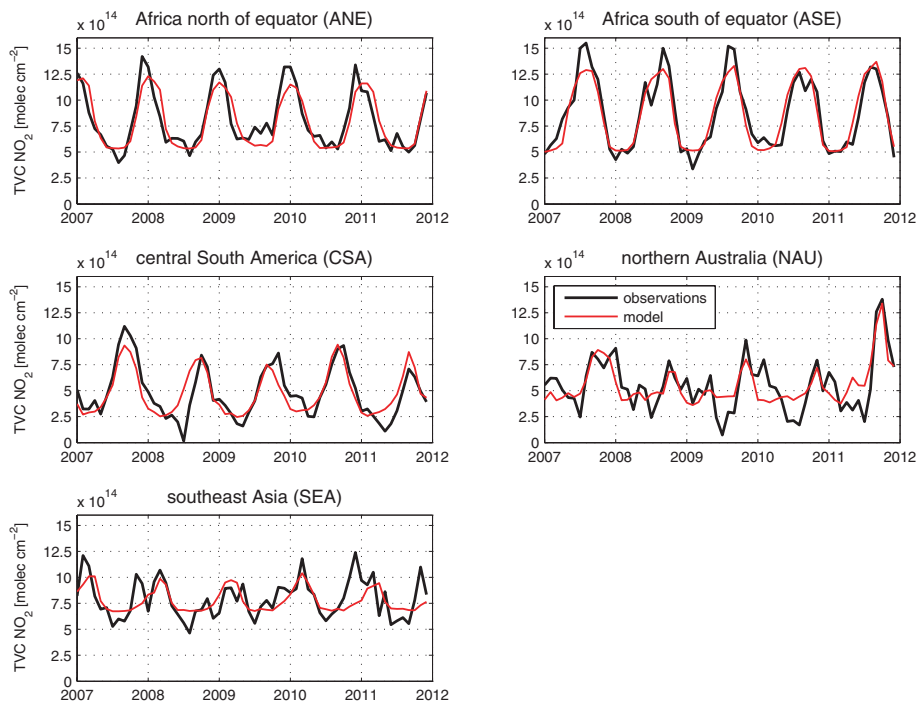 x 10^14 Africa north of equator (ANE)
TVC NO₂ [molec cm⁻²]
15
12.5
10
7.5
5
2.5
0
2007 2008 2009 2010 2011 2012
x 10^14 Africa south of equator (ASE)
15
12.5
10
7.5
5
2.5
0
2007 2008 2009 2010 2011 2012
x 10^14 central South America (CSA)
TVC NO₂ [molec cm⁻²]
15
12.5
10
7.5
5
2.5
0
2007 2008 2009 2010 2011 2012
x 10^14 northern Australia (NAU)
observations
model
15
12.5
10
7.5
5
2.5
0
2007 2008 2009 2010 2011 2012
x 10^14 southeast Asia (SEA)
TVC NO₂ [molec cm⁻²]
15
12.5
10
7.5
5
2.5
0
2007 2008 2009 2010 2011 2012